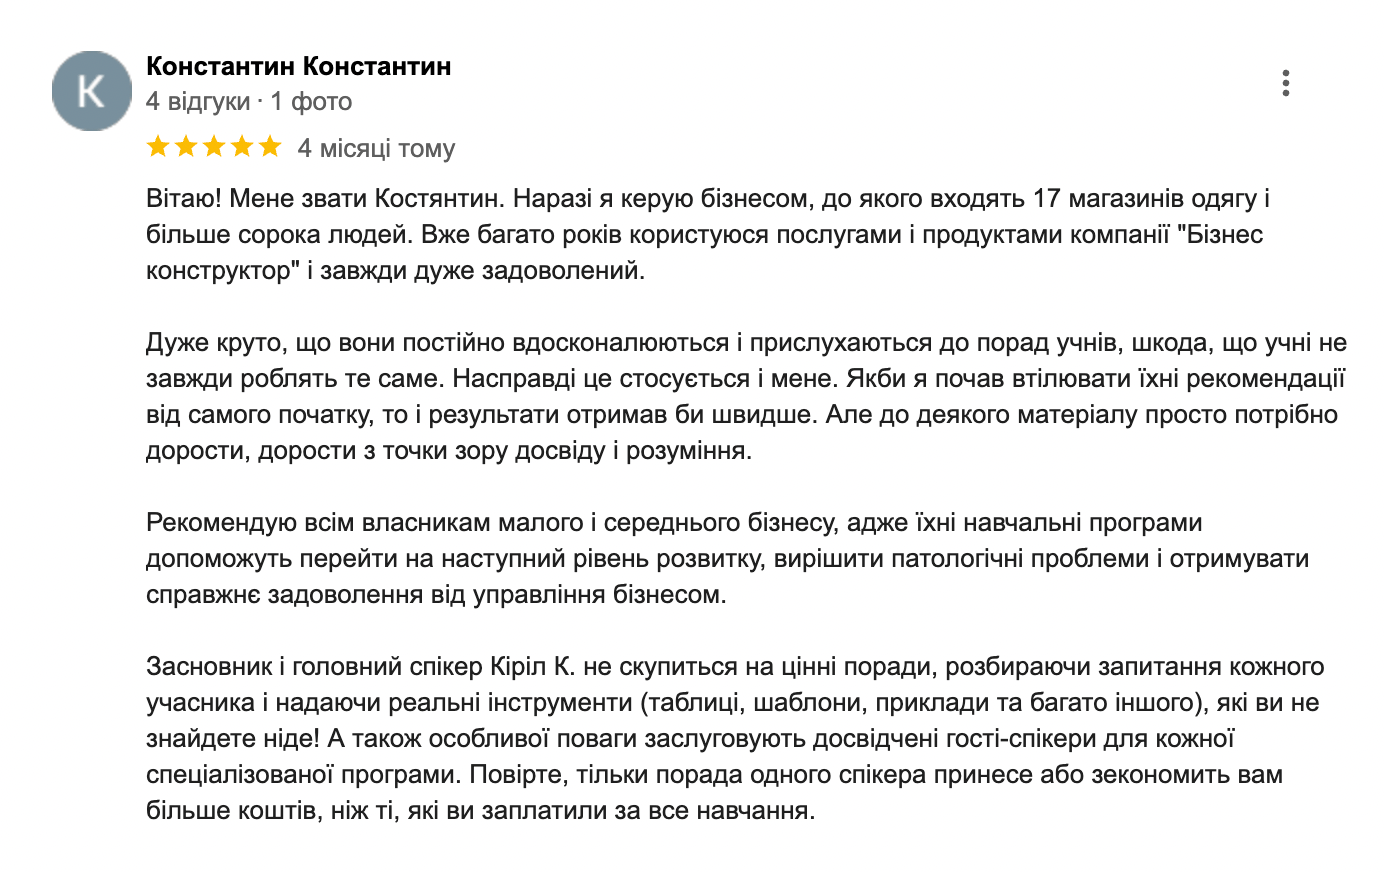 К
Константин Константин
4 відгуки · 1 фото
4 місяці тому
Вітаю! Мене звати Костянтин. Наразі я керую бізнесом, до якого входять 17 магазинів одягу і
більше сорока людей. Вже багато років користуюся послугами і продуктами компанії "Бізнес
конструктор" і завжди дуже задоволений.
Дуже круто, що вони постійно вдосконалюються і прислухаються до порад учнів, шкода, що учні не
завжди роблять те саме. Насправді це стосується і мене. Якби я почав втілювати їхні рекомендації
від самого початку, то і результати отримав би швидше. Але до деякого матеріалу просто потрібно
дорости, дорости з точки зору досвіду і розуміння.
Рекомендую всім власникам малого і середнього бізнесу, адже їхні навчальні програми
допоможуть перейти на наступний рівень розвитку, вирішити патологічні проблеми і отримувати
справжнє задоволення від управління бізнесом.
Засновник і головний спікер Кіріл К. не скупиться на цінні поради, розбираючи запитання кожного
учасника і надаючи реальні інструменти (таблиці, шаблони, приклади та багато іншого), які ви не
знайдете ніде! А також особливої поваги заслуговують досвідчені гості-спікери для кожної
спеціалізованої програми. Повірте, тільки порада одного спікера принесе або зекономить вам
більше коштів, ніж ті, які ви заплатили за все навчання.